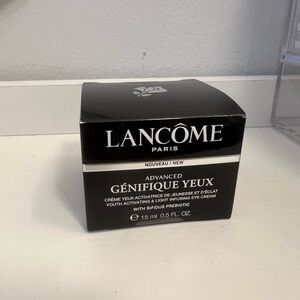 LANCÔME
PARIS
NOUVEAU / NEW
ADVANCED
GÉNIFIQUE YEUX
CRÈME YEUX ACTIVATRICE DE JEUNESSE ET D'ÉCLAT
YOUTH ACTIVATING & LIGHT INFUSING EYE CREAM
WITH BIFIDUS PREBIOTIC
℮ 15 ml 0.5 FL. OZ.